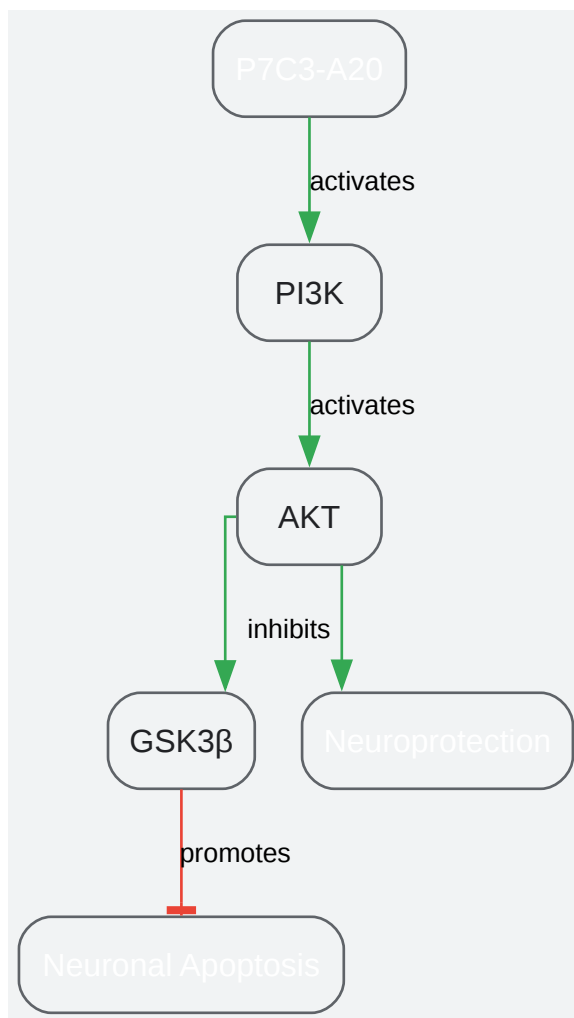 P7C3-A20
activates
PI3K
activates
AKT
inhibits
GSK3β
Neuroprotection
promotes
Neuronal Apoptosis